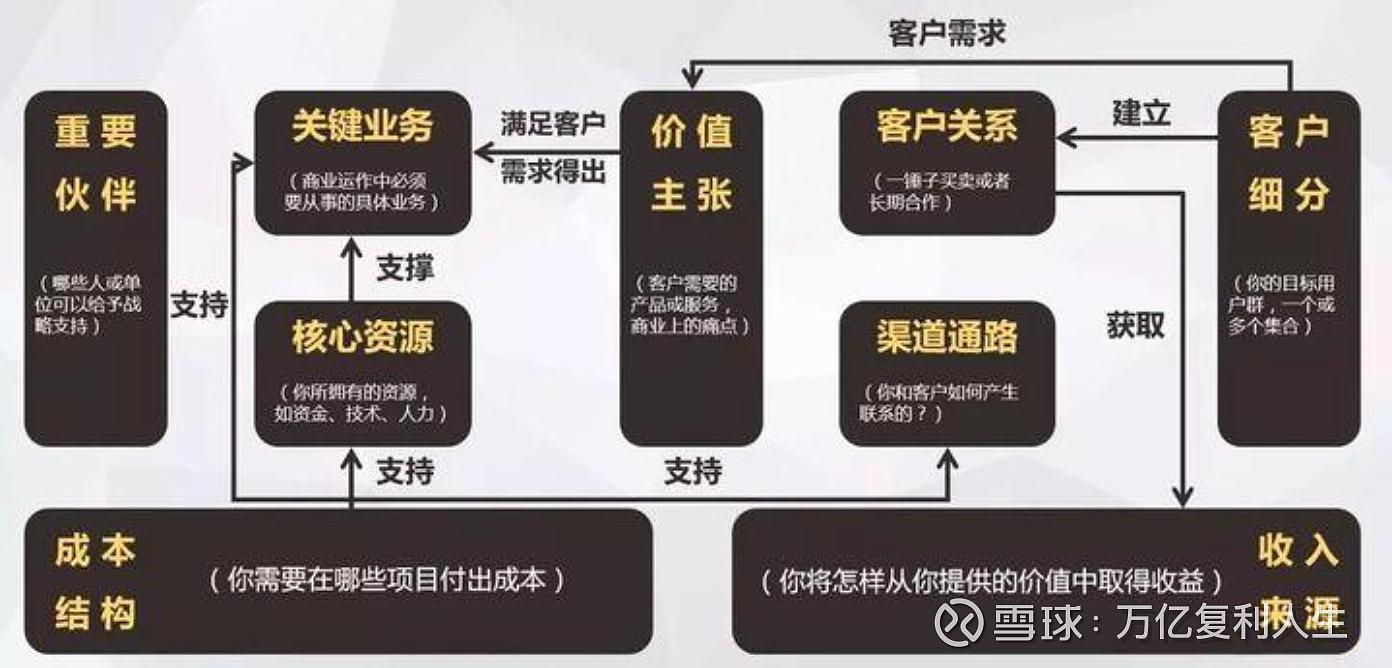 客户需求
重要
伙伴
（哪些人或单
位可以给予战
略支持）
支持
关键业务
（商业运作中必须
要从事的具体业务）
支撑
核心资源
（你所拥有的资源，
如资金、技术、人力）
支持
满足客户
需求得出
价值
主张
（客户需要的
产品或服务，
商业上的痛点）
支持
客户关系
（一锤子买卖或者
长期合作）
渠道通路
（你和客户如何产生
联系的？）
建立
获取
客户
细分
（你的目标用
户群，一个或
多个集合）
成本
结构
（你需要在哪些项目付出成本）
（你将怎样从你提供的价值中取得收益）
收入
来源
雪球：万亿复利人生